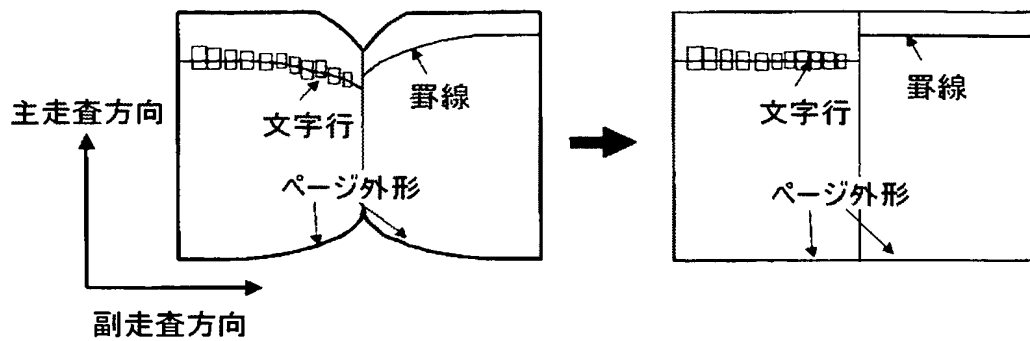 主走査方向
副走査方向
文字行
罫線
ページ外形
文字行
罫線
ページ外形